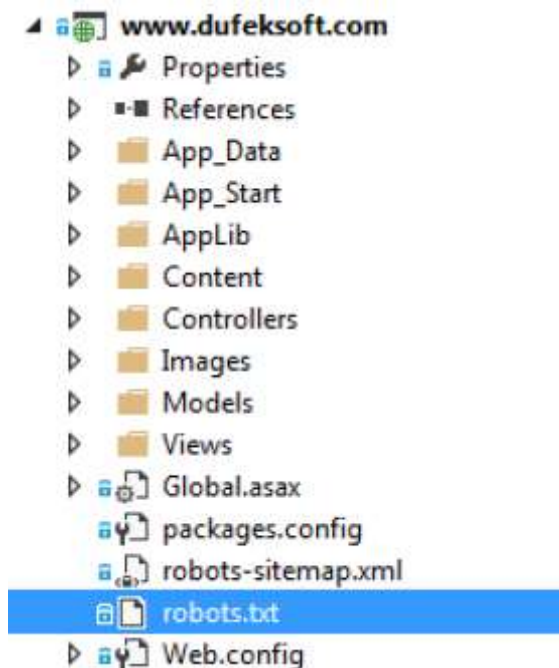 www.dufeksoft.com
Properties
References
App_Data
App_Start
AppLib
Content
Controllers
Images
Models
Views
Global.asax
packages.config
robots-sitemap.xml
robots.txt
Web.config